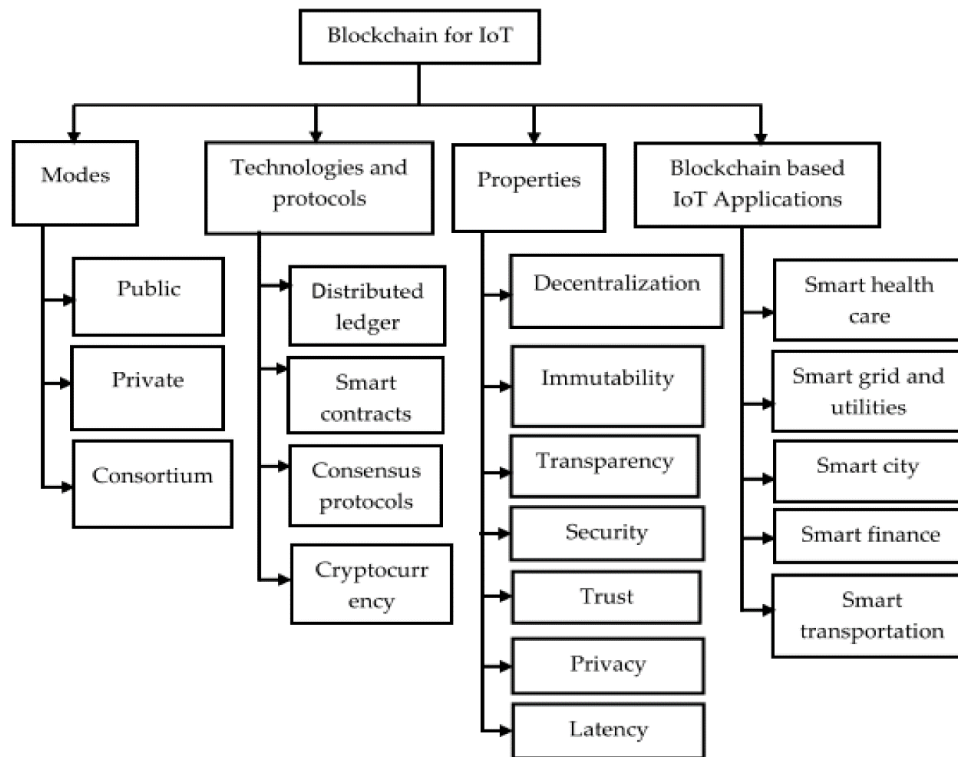 Blockchain for IoT
Modes
Technologies and
protocols
Properties
Blockchain based
IoT Applications
Public
Private
Consortium
Distributed
ledger
Smart
contracts
Consensus
protocols
Cryptocurr
ency
Decentralization
Immutability
Transparency
Security
Trust
Privacy
Latency
Smart health
care
Smart grid and
utilities
Smart city
Smart finance
Smart
transportation